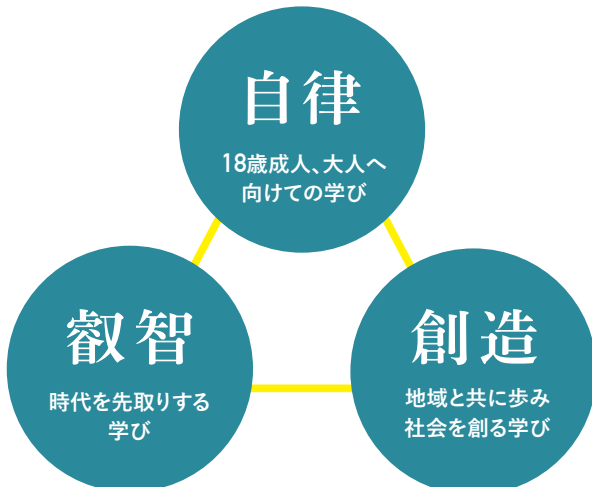 自律
18歳成人、大人へ
向けての学び
叡智
時代を先取りする
学び
創造
地域と共に歩み
社会を創る学び